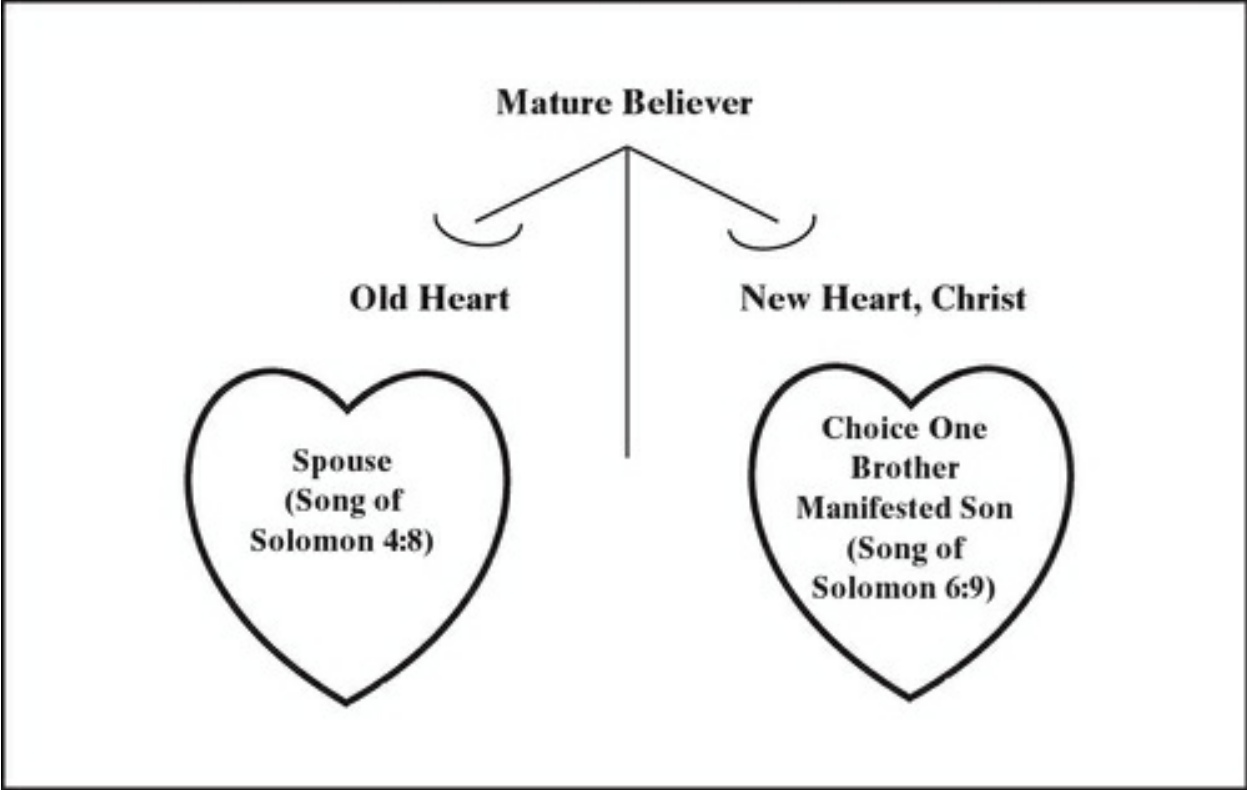 Mature Believer
Old Heart
New Heart, Christ
Spouse
(Song of
Solomon 4:8)
Choice One
Brother
Manifested Son
(Song of
Solomon 6:9)